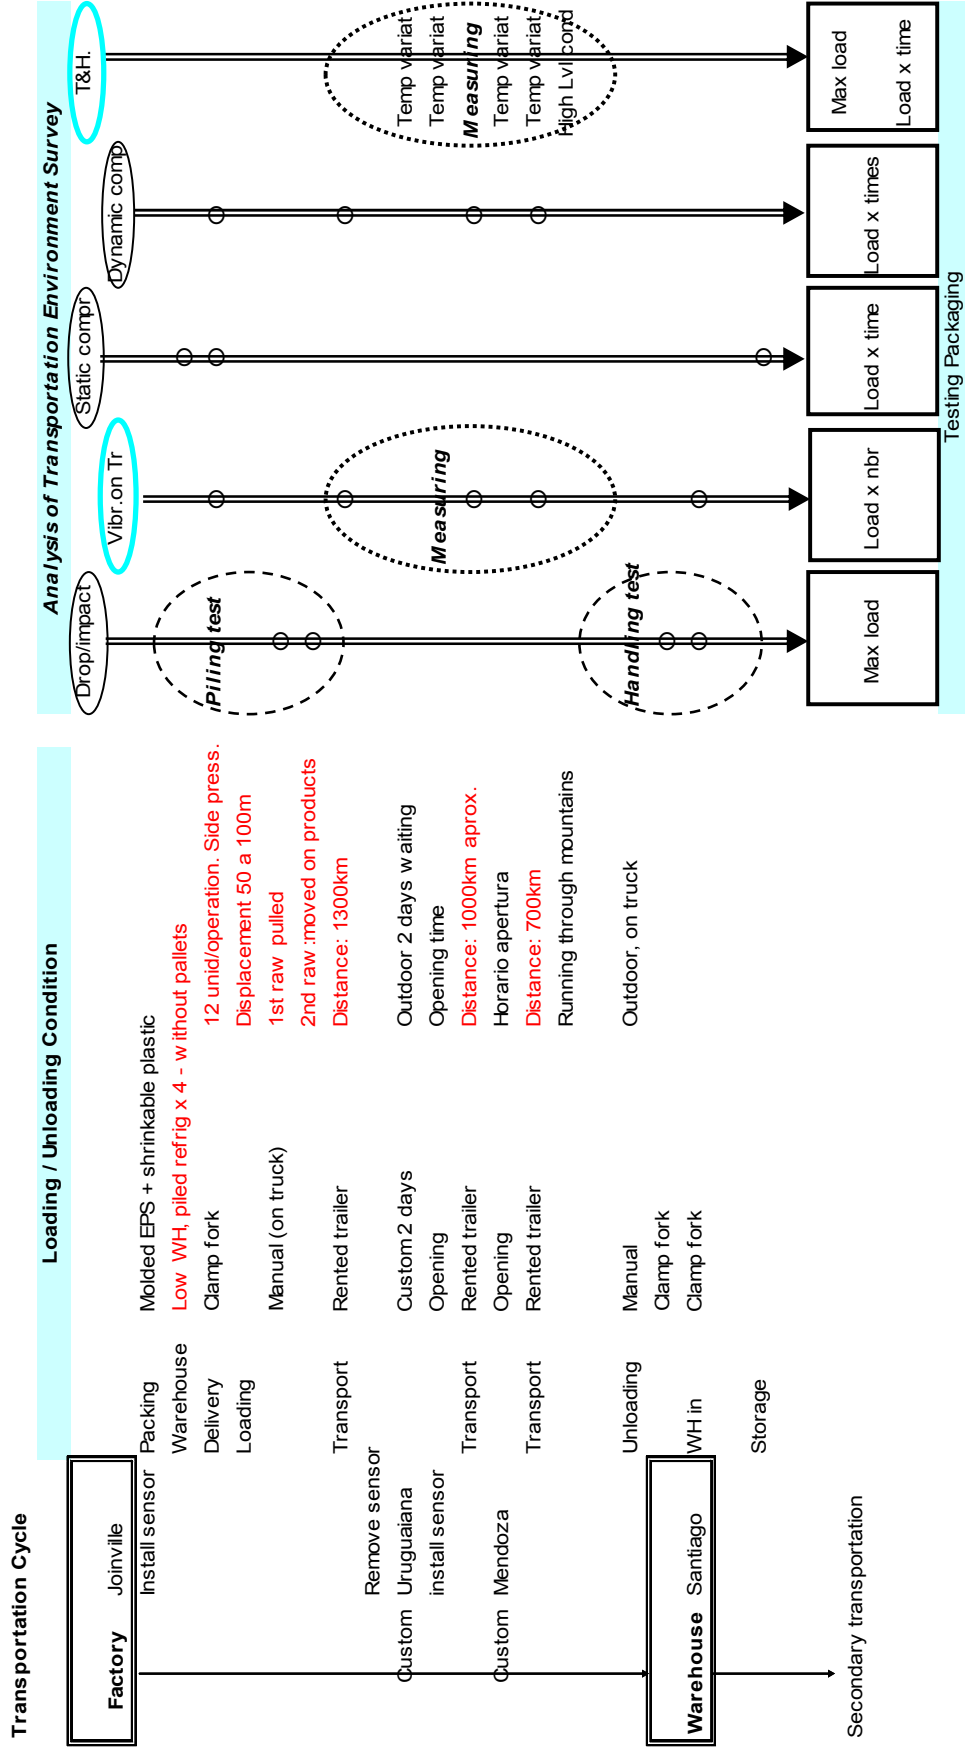 Transportation Cycle
Loading / Unloading Condition
Analysis of Transportation Environment Survey
Drop/impact
Vibr.on Tr
Static compr
Dynamic comp
T&H.
Factory Joinville
Install sensor Packing Molded EPS + shrinkable plastic
Warehouse Low WH, piled refrig x 4 - without pallets
Delivery Clamp fork 12 unid/operation. Side press.
Piling test
Loading Displacement 50 a 100m
Manual (on truck) 1st raw pulled
2nd raw :moved on products
Transport Rented trailer Distance: 1300km
Remove sensor
Custom Uruguaiana Custom 2 days Outdoor 2 days waiting Temp variat
install sensor Opening Opening time Measuring Temp variat
Transport Rented trailer Distance: 1000km aprox. Measuring
Custom Mendoza Opening Horario apertura Temp variat
Transport Rented trailer Distance: 700km Temp variat
Running through mountains High Lvl cond
Unloading Manual Outdoor, on truck Handling test
Clamp fork
Warehouse Santiago WH in Clamp fork
Storage
Secondary transportation
Max load
Load x nbr
Load x time
Load x times
Max load
Load x time
Testing Packaging